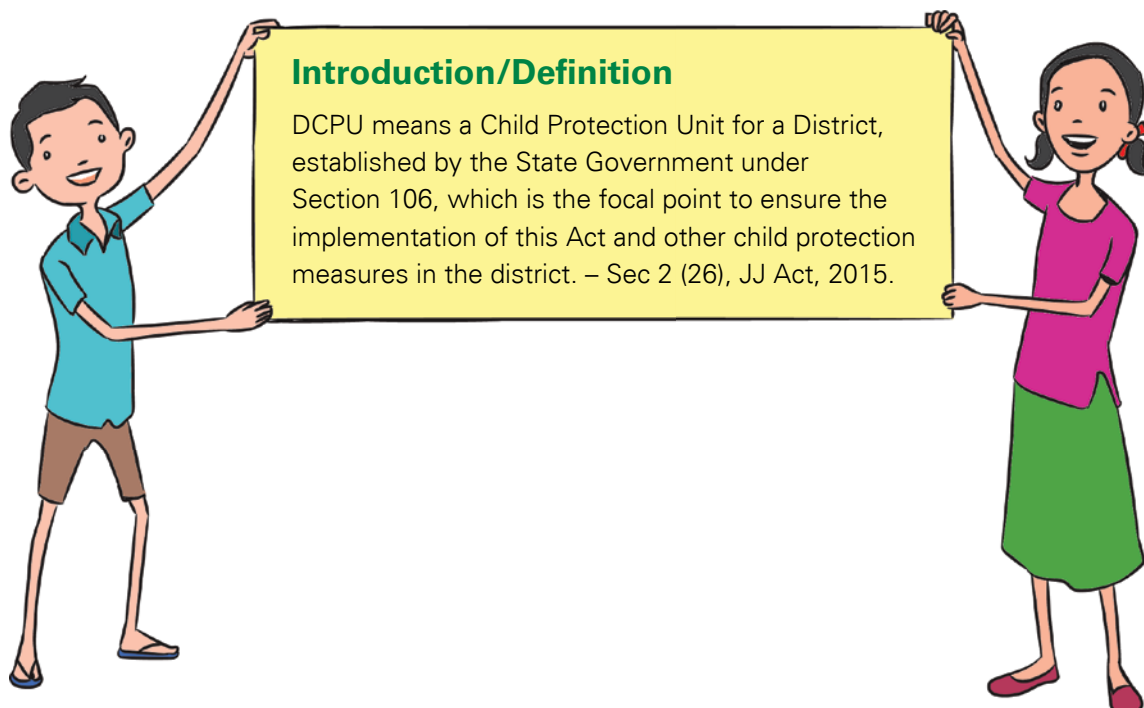 Introduction/Definition
DCPU means a Child Protection Unit for a District,
established by the State Government under
Section 106, which is the focal point to ensure the
implementation of this Act and other child protection
measures in the district. – Sec 2 (26), JJ Act, 2015.